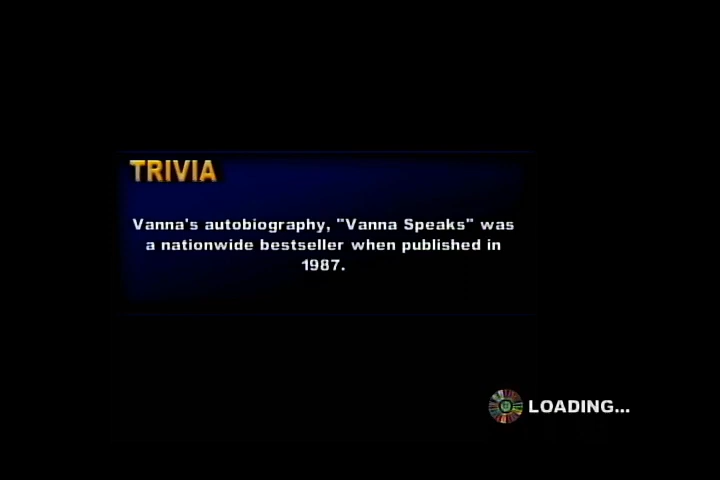 TRIVIA
Vanna's autobiography, "Vanna Speaks" was
a nationwide bestseller when published in
1987.
LOADING...